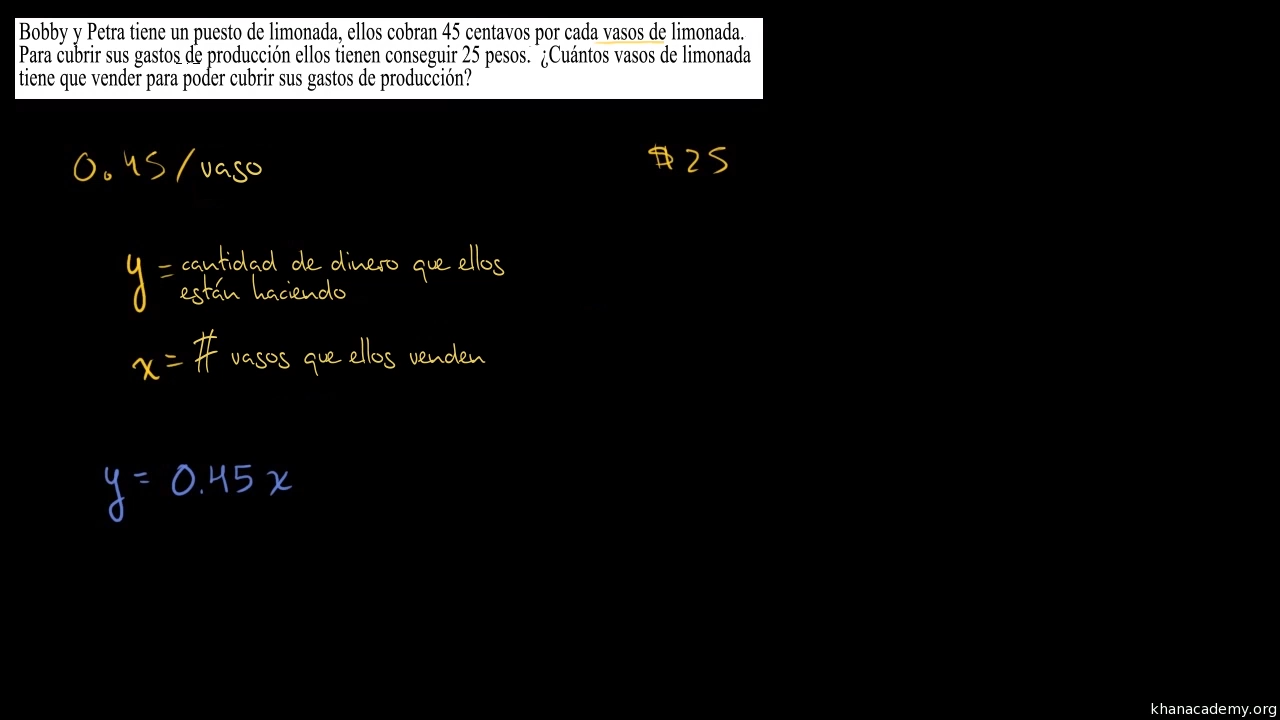 Bobby y Petra tiene un puesto de limonada, ellos cobran 45 centavos por cada vasos de limonada.
Para cubrir sus gastos de producción ellos tienen conseguir 25 pesos. ¿Cuántos vasos de limonada
tiene que vender para poder cubrir sus gastos de producción?
0.45/vaso
$25
y = cantidad de dinero que ellos
están haciendo
x = # vasos que ellos venden
y = 0.45 x
khanacademy.org